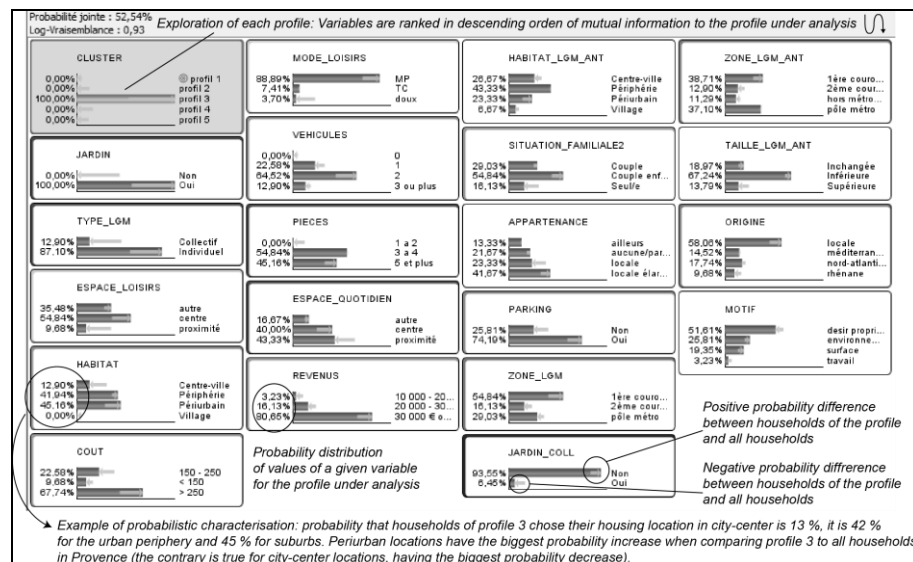 Probabilité jointe : 52,54%
Log-Vraisemblance : 0,93
Exploration of each profile: Variables are ranked in descending orden of mutual information to the profile under analysis
CLUSTER
0,00% profil 1
0,00% profil 2
100,00% profil 3
0,00% profil 4
0,00% profil 5
JARDIN
0,00% Non
100,00% Oui
TYPE_LGM
12,90% Collectif
87,10% Individuel
ESPACE_LOISIRS
35,48% autre
54,84% centre
9,68% proximité
HABITAT
12,90% Centre-ville
41,94% Périphérie
45,16% Périurbain
0,00% Village
COUT
22,58% 150 - 250
9,68% < 150
67,74% > 250
MODE_LOISIRS
88,89% MP
7,41% TC
3,70% doux
VEHICULES
0,00% 0
22,58% 1
64,52% 2
12,90% 3 ou plus
PIECES
0,00% 1 a 2
54,84% 3 a 4
45,16% 5 et plus
ESPACE_QUOTIDIEN
16,67% autre
40,00% centre
43,33% proximité
REVENUS
3,23% 10 000 - 20...
16,13% 20 000 - 30...
80,65% 30 000 € o...
Probability distribution
of values of a given variable
for the profile under analysis
HABITAT_LGM_ANT
26,67% Centre-ville
43,33% Périphérie
23,33% Périurbain
6,67% Village
SITUATION_FAMILIALE2
29,03% Couple
54,84% Couple enf...
16,13% Seul/e
APPARTENANCE
13,33% ailleurs
21,67% aucune/par...
23,33% locale
41,67% locale élar...
PARKING
25,81% Non
74,19% Oui
ZONE_LGM
54,84% 1ère couro...
16,13% 2ème cour...
29,03% pôle métro
JARDIN_COLL
93,55% Non
6,45% Oui
ZONE_LGM_ANT
38,71% 1ère couro...
12,90% 2ème cour...
11,29% hors métro...
37,10% pôle métro
TAILLE_LGM_ANT
18,97% Inchangée
67,24% Inférieure
13,79% Supérieure
ORIGINE
58,06% locale
14,52% méditerran...
17,74% nord-atlanti...
9,68% rhénane
MOTIF
51,61% desir propri...
25,81% environne...
19,35% surface
3,23% travail
Positive probability difference
between households of the profile
and all households
Negative probability difference
between households of the profile
and all households
Example of probabilistic characterisation: probability that households of profile 3 chose their housing location in city-center is 13 %, it is 42 %
for the urban periphery and 45 % for suburbs. Periurban locations have the biggest probability increase when comparing profile 3 to all households
in Provence (the contrary is true for city-center locations, having the biggest probability decrease).